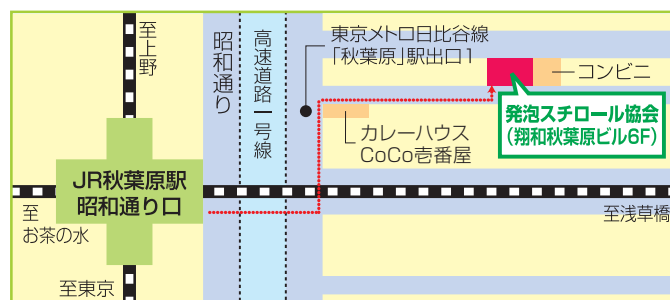 至上野
昭和通り
高速道路一号線
東京メトロ日比谷線
「秋葉原」駅出口1
コンビニ
発泡スチロール協会
(翔和秋葉原ビル6F)
カレーハウス
CoCo壱番屋
JR秋葉原駅
昭和通り口
至
お茶の水
至浅草橋
至東京